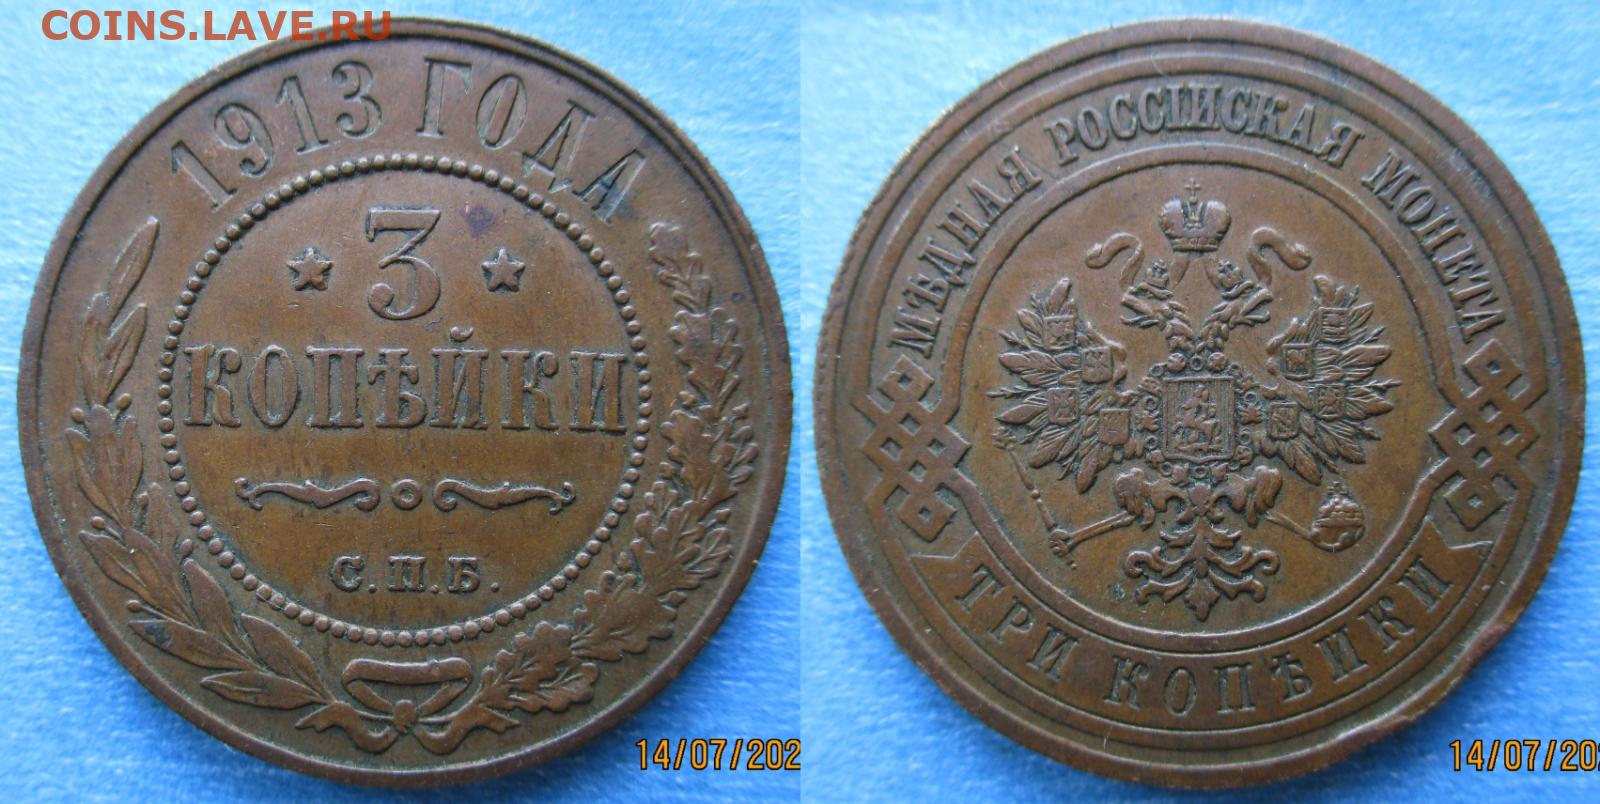 COINS.LAVE.RU
1913 ГОДА
3
КОПѢЙКИ
С.П.Б.
14/07/202
МѢДНАЯ РОССІЙСКАЯ МОНЕТА
ТРИ КОПѢЙКИ
14/07/202